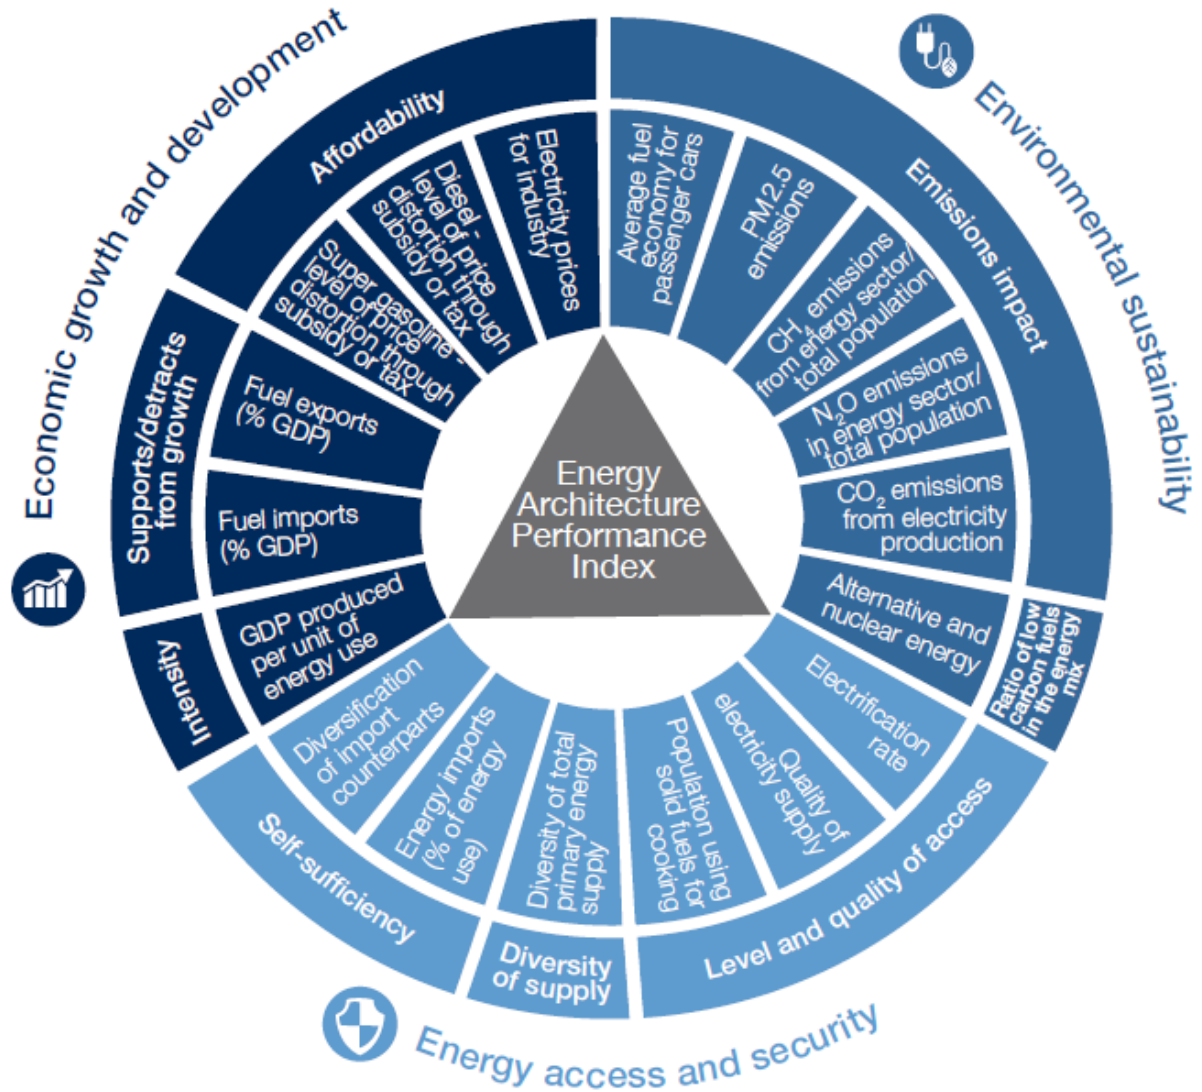 Economic growth and development
Environmental sustainability
Energy access and security
Affordability
Supports/detracts
from growth
Intensity
Emissions impact
Ratio of low
carbon fuels
in the energy
mix
Level and quality of access
Diversity
of supply
Self-sufficiency
Electricity prices
for industry
Diesel -
level of price
distortion through
subsidy or tax
Super gasoline -
level of price
distortion through
subsidy or tax
Fuel exports
(% GDP)
Fuel imports
(% GDP)
GDP produced
per unit of
energy use
Average fuel
economy for
passenger cars
PM2.5
emissions
CH4 emissions
from energy sector/
total population
N2O emissions
in energy sector/
total population
CO2 emissions
from electricity
production
Alternative and
nuclear energy
Electrification
rate
Quality of
electricity supply
Population using
solid fuels for
cooking
Diversity of total
primary energy
supply
Energy imports
(% of energy
use)
Diversification
of import
counterparts
Energy
Architecture
Performance
Index